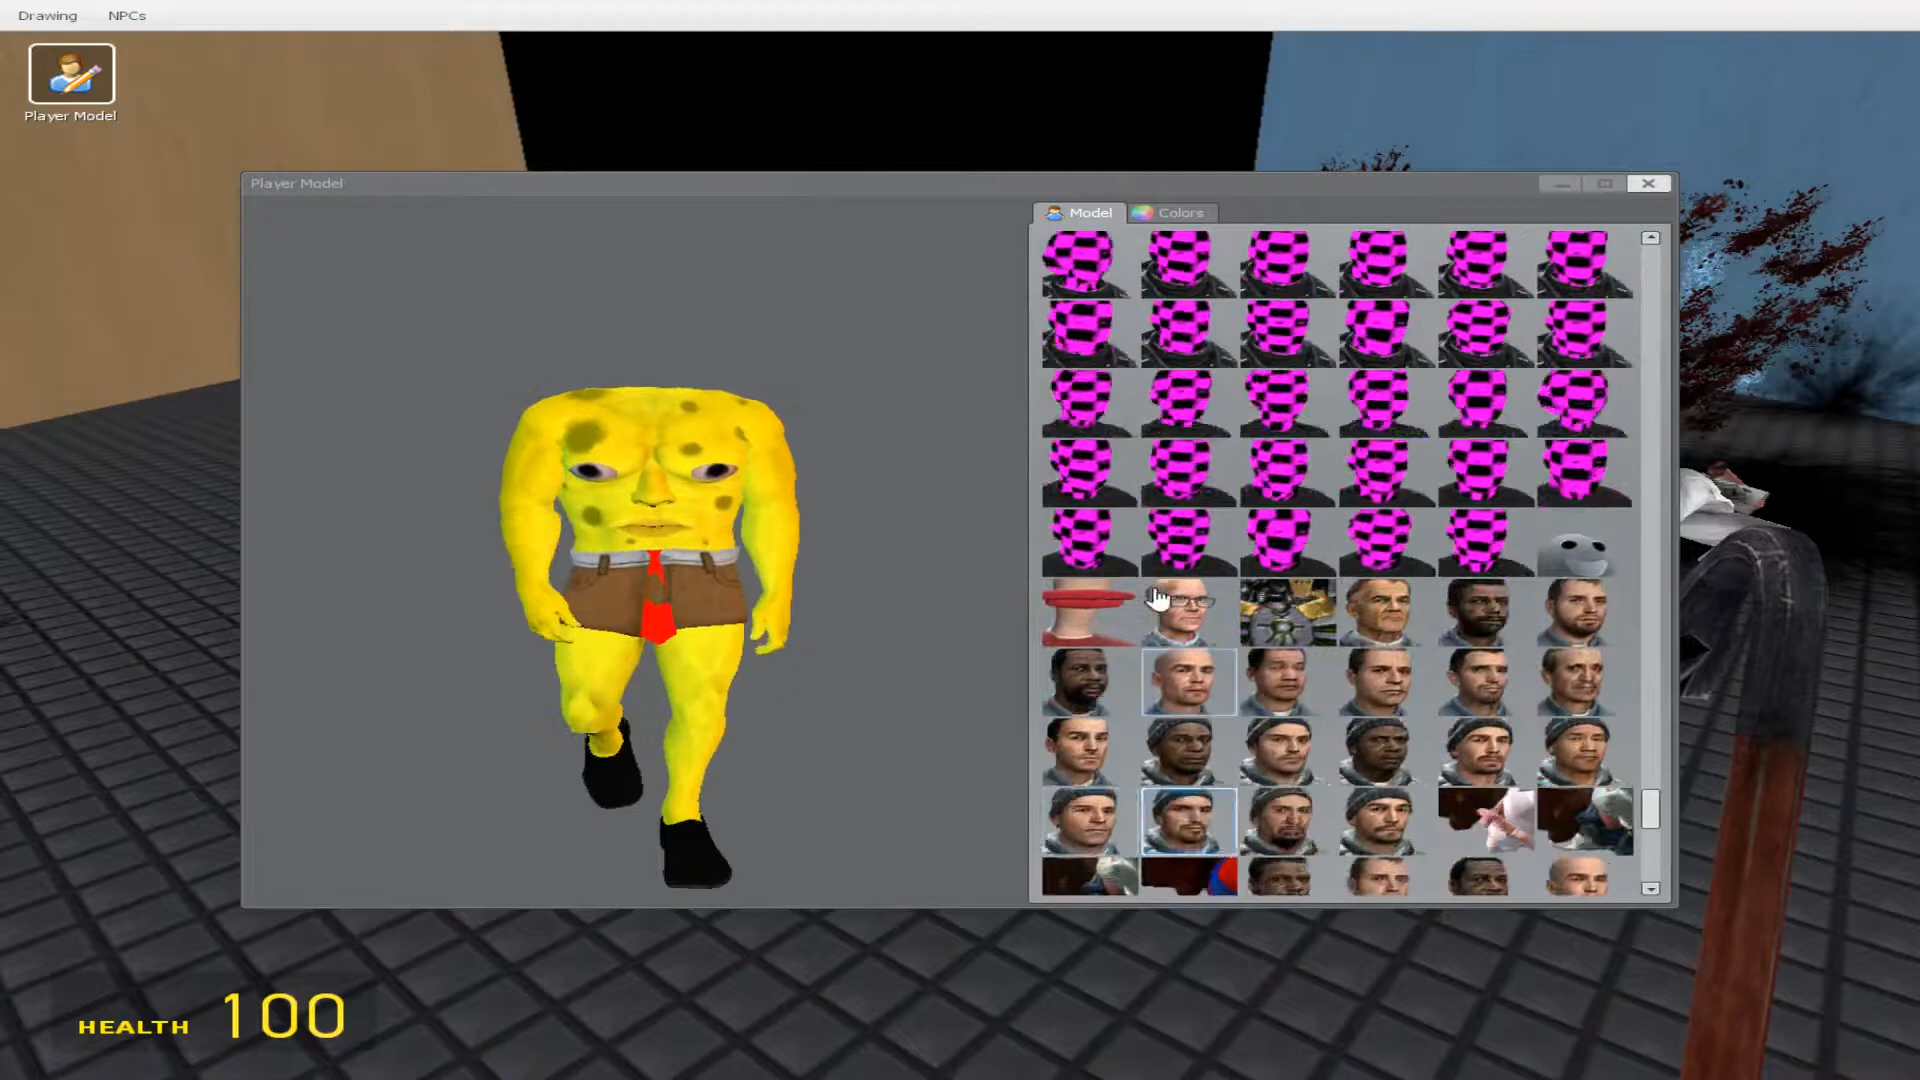 Drawing NPCs
Player Model
Player Model
Model Colors
HEALTH 100